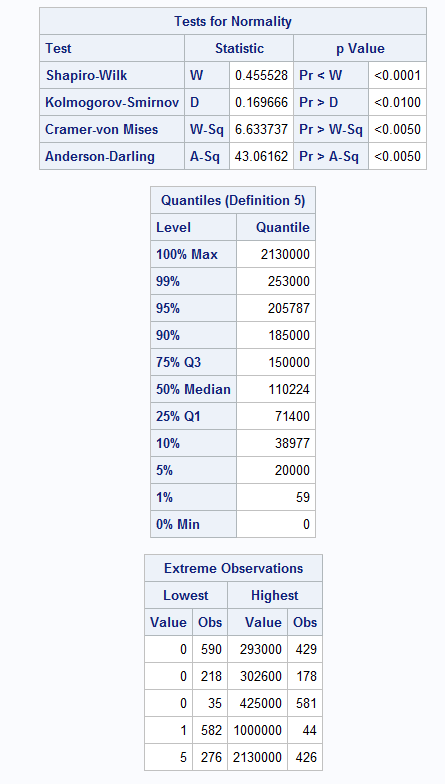 Tests for Normality
Test Statistic p Value
Shapiro-Wilk W 0.455528 Pr < W <0.0001
Kolmogorov-Smirnov D 0.169666 Pr > D <0.0100
Cramer-von Mises W-Sq 6.633737 Pr > W-Sq <0.0050
Anderson-Darling A-Sq 43.06162 Pr > A-Sq <0.0050
Quantiles (Definition 5)
Level Quantile
100% Max 2130000
99% 253000
95% 205787
90% 185000
75% Q3 150000
50% Median 110224
25% Q1 71400
10% 38977
5% 20000
1% 59
0% Min 0
Extreme Observations
Lowest Highest
Value Obs Value Obs
0 590 293000 429
0 218 302600 178
0 35 425000 581
1 582 1000000 44
5 276 2130000 426